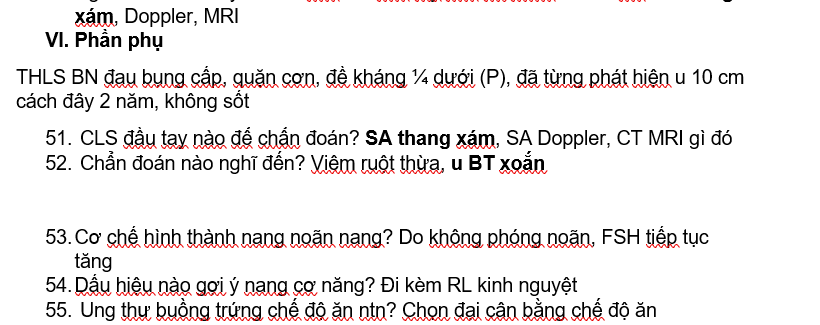 xám, Doppler, MRI
VI. Phần phụ
THLS BN đau bụng cấp, quặn cơn, đề kháng ¼ dưới (P), đã từng phát hiện u 10 cm
cách đây 2 năm, không sốt
51. CLS đầu tay nào để chẩn đoán? SA thang xám, SA Doppler, CT MRI gì đó
52. Chẩn đoán nào nghĩ đến? Viêm ruột thừa, u BT xoắn
53. Cơ chế hình thành nang noãn nang? Do không phóng noãn, FSH tiếp tục
tăng
54. Dấu hiệu nào gợi ý nang cơ năng? Đi kèm RL kinh nguyệt
55. Ung thư buồng trứng chế độ ăn ntn? Chọn đại cân bằng chế độ ăn